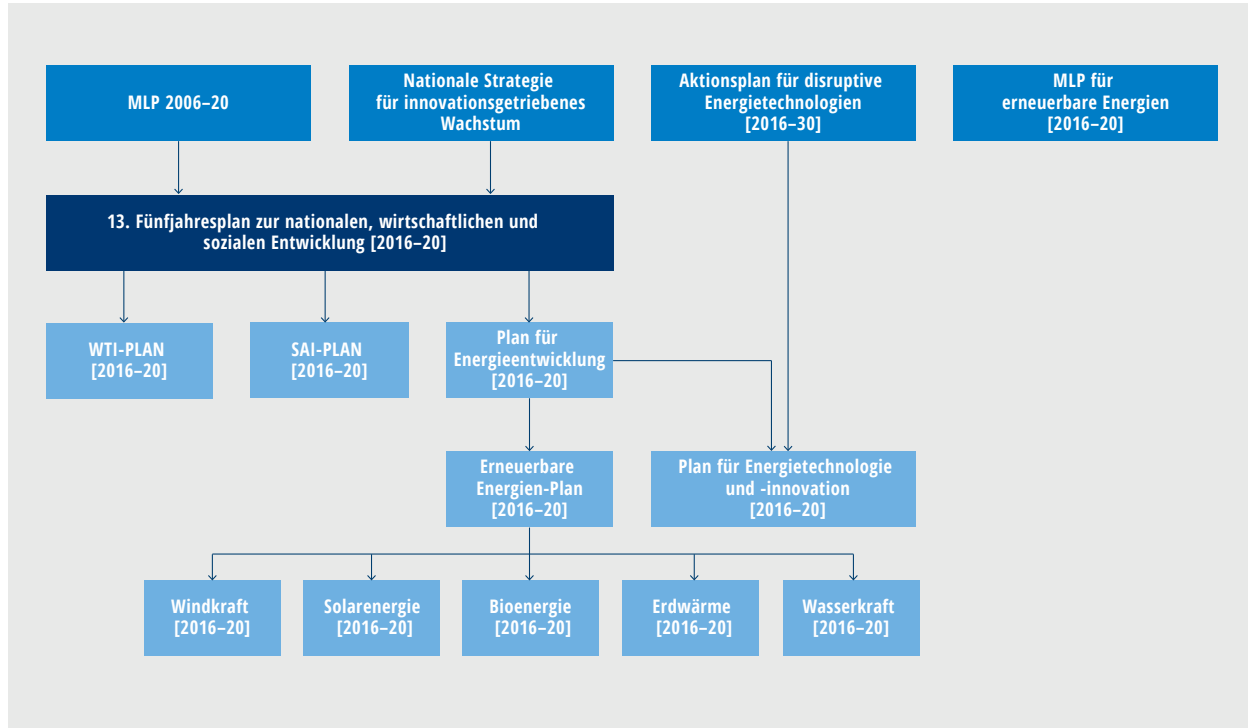 MLP 2006–20
Nationale Strategie
für innovationsgetriebenes
Wachstum
Aktionsplan für disruptive
Energietechnologien
[2016–30]
MLP für
erneuerbare Energien
[2016–20]
13. Fünfjahresplan zur nationalen, wirtschaftlichen und
sozialen Entwicklung [2016–20]
WTI-PLAN
[2016–20]
SAI-PLAN
[2016–20]
Plan für
Energieentwicklung
[2016–20]
Erneuerbare
Energien-Plan
[2016–20]
Plan für Energietechnologie
und -innovation
[2016–20]
Windkraft
[2016–20]
Solarenergie
[2016–20]
Bioenergie
[2016–20]
Erdwärme
[2016–20]
Wasserkraft
[2016–20]